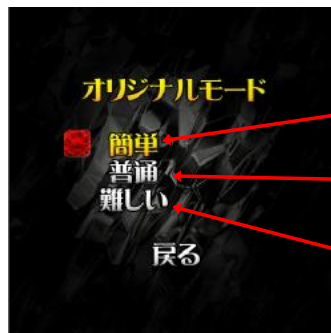 オリジナルモード
簡単
普通
難しい
戻る